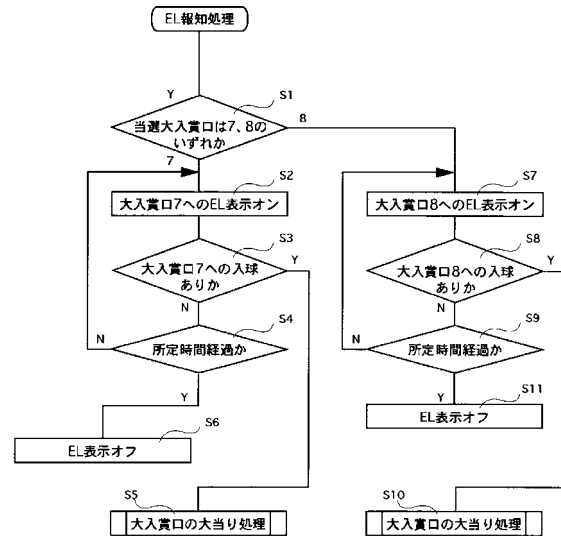 EL報知処理
Y
S1
当選大入賞口は7、8の
いずれか
8
7
S2
大入賞口7へのEL表示オン
S3
大入賞口7への入球
ありか
Y
N
S4
所定時間経過か
N
Y
S6
EL表示オフ
S5
大入賞口の大当り処理
S7
大入賞口8へのEL表示オン
S8
大入賞口8への入球
ありか
Y
N
S9
所定時間経過か
N
Y
S11
EL表示オフ
S10
大入賞口の大当り処理